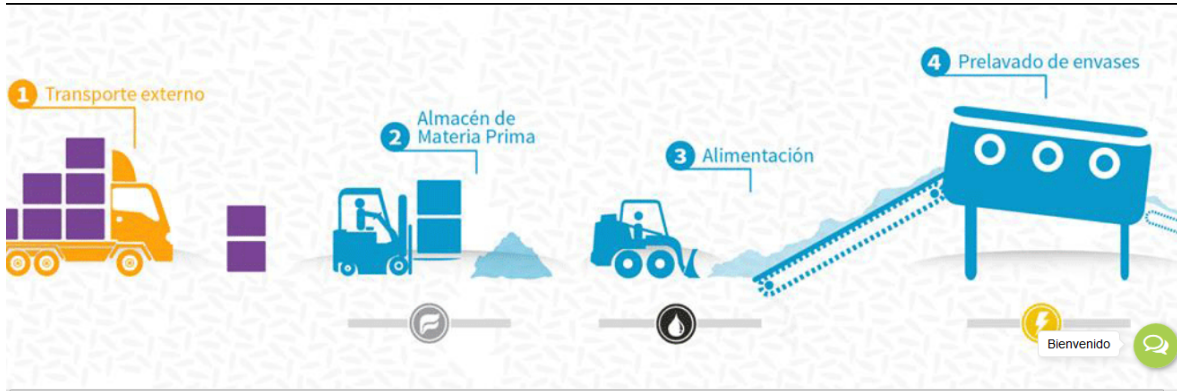 1 Transporte externo
2 Almacén de
Materia Prima
3 Alimentación
4 Prelavado de envases
Bienvenido